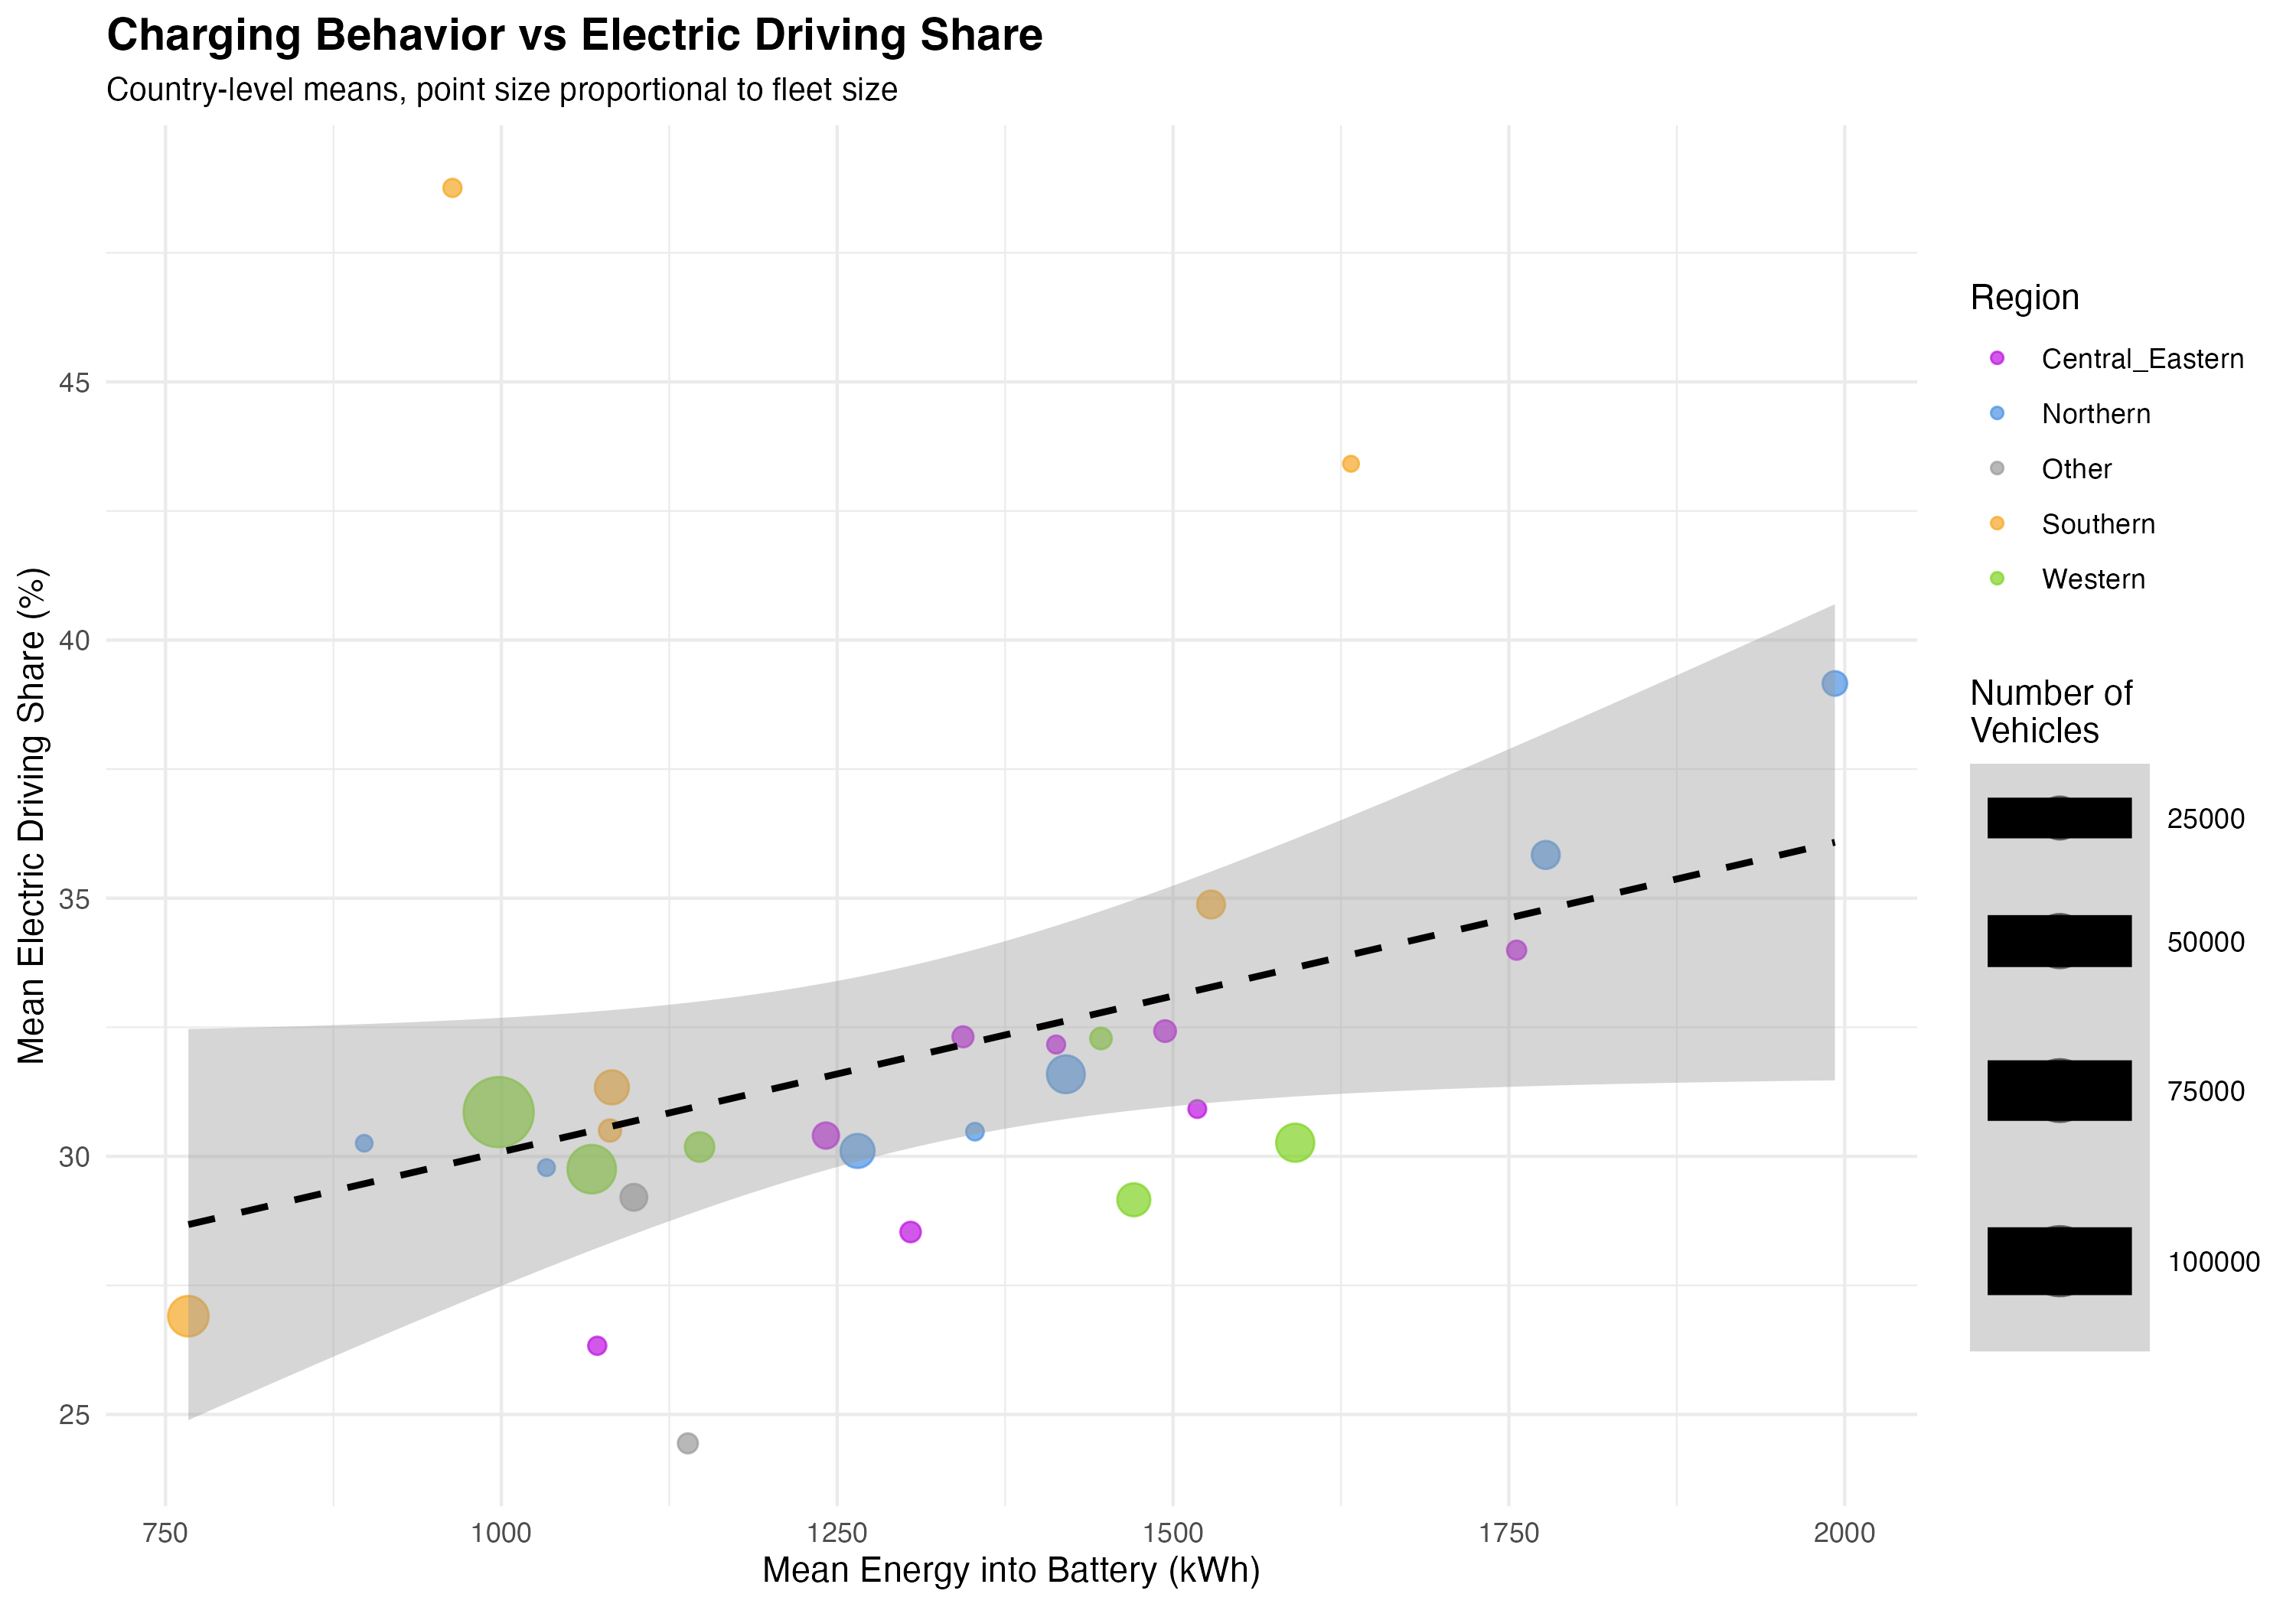 Charging Behavior vs Electric Driving Share
Country-level means, point size proportional to fleet size
Mean Electric Driving Share (%)
45
40
35
30
25
750
1000
1250
1500
1750
2000
Mean Energy into Battery (kWh)
Region
Central_Eastern
Northern
Other
Southern
Western
Number of
Vehicles
25000
50000
75000
100000